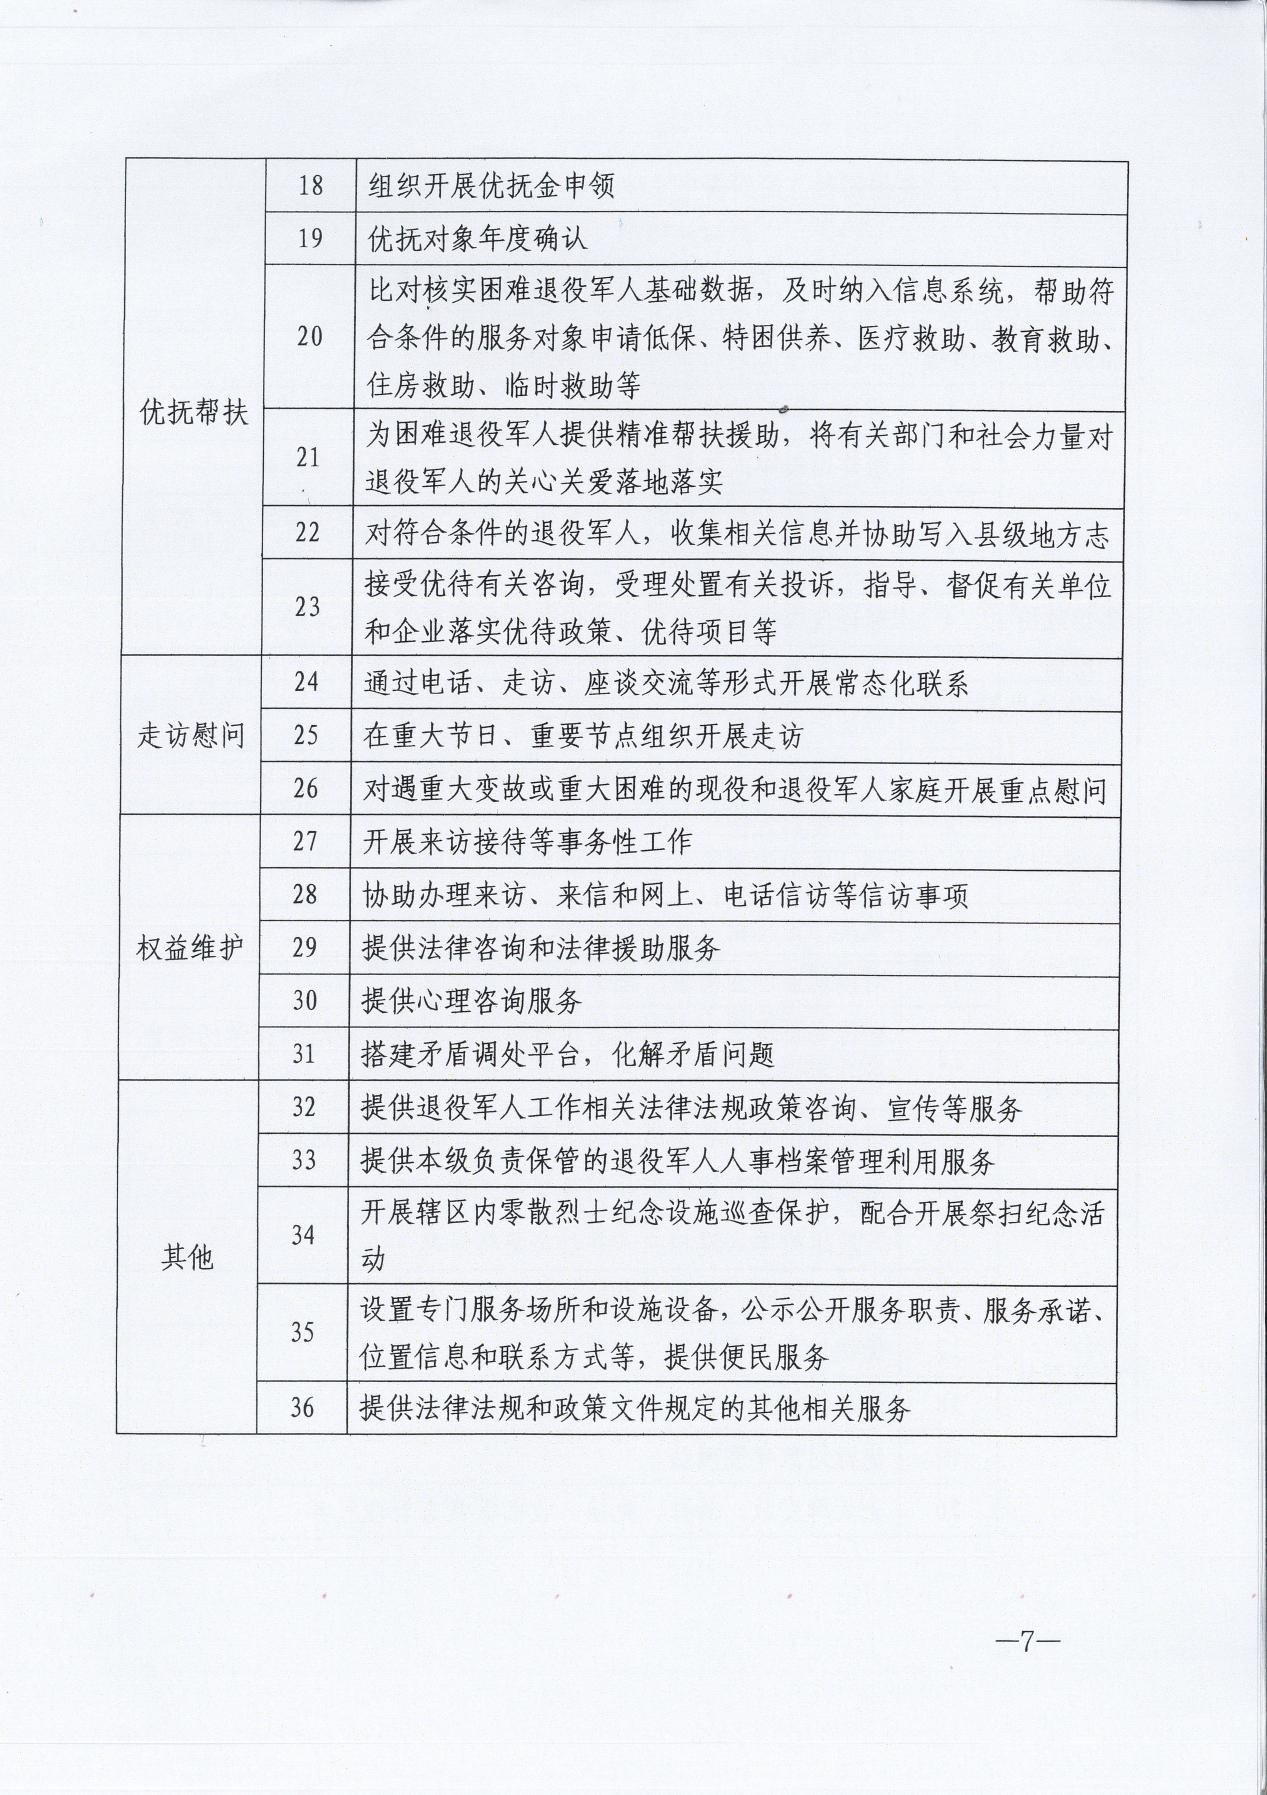 优抚帮扶
18 组织开展优抚金申领
19 优抚对象年度确认
20 比对核实困难退役军人基础数据，及时纳入信息系统，帮助符
合条件的服务对象申请低保、特困供养、医疗救助、教育救助、
住房救助、临时救助等
21 为困难退役军人提供精准帮扶援助，将有关部门和社会力量对
退役军人的关心关爱落地落实
22 对符合条件的退役军人，收集相关信息并协助写入县级地方志
23 接受优待有关咨询，受理处置有关投诉，指导、督促有关单位
和企业落实优待政策、优待项目等
走访慰问
24 通过电话、走访、座谈交流等形式开展常态化联系
25 在重大节日、重要节点组织开展走访
26 对遇重大变故或重大困难的现役和退役军人家庭开展重点慰问
权益维护
27 开展来访接待等事务性工作
28 协助办理来访、来信和网上、电话信访等信访事项
29 提供法律咨询和法律援助服务
30 提供心理咨询服务
31 搭建矛盾调处平台，化解矛盾问题
其他
32 提供退役军人工作相关法律法规政策咨询、宣传等服务
33 提供本级负责保管的退役军人人事档案管理利用服务
34 开展辖区内零散烈士纪念设施巡查保护，配合开展祭扫纪念活
动
35 设置专门服务场所和设施设备，公示公开服务职责、服务承诺、
位置信息和联系方式等，提供便民服务
36 提供法律法规和政策文件规定的其他相关服务
—7—